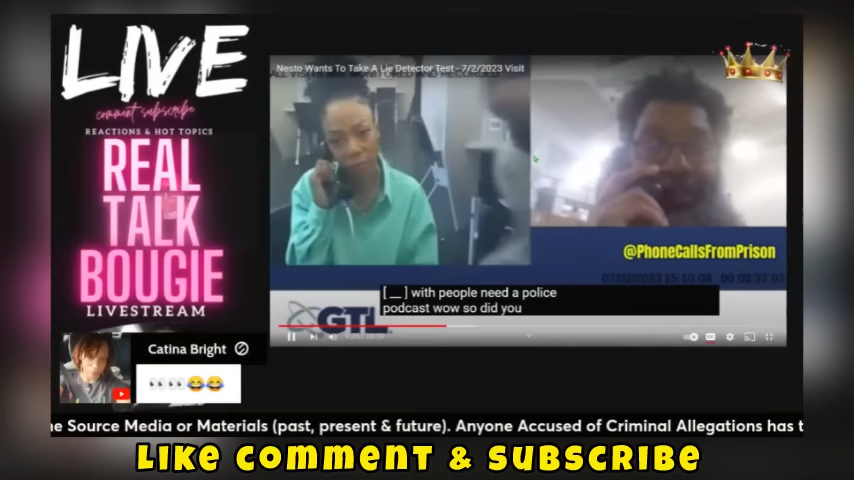 LIVE
comment subscribe
REACTIONS & HOT TOPICS
REAL
TALK
BOUGIE
LIVESTREAM
Nesto Wants To Take A Lie Detector Test - 7/2/2023 Visit
@PhoneCallsFromPrison
[ __ ] with people need a police
podcast wow so did you
GTL
Catina Bright
👀👀😂😂
ne Source Media or Materials (past, present & future). Anyone Accused of Criminal Allegations has t
LIKE COMMENT & SUBSCRIBE